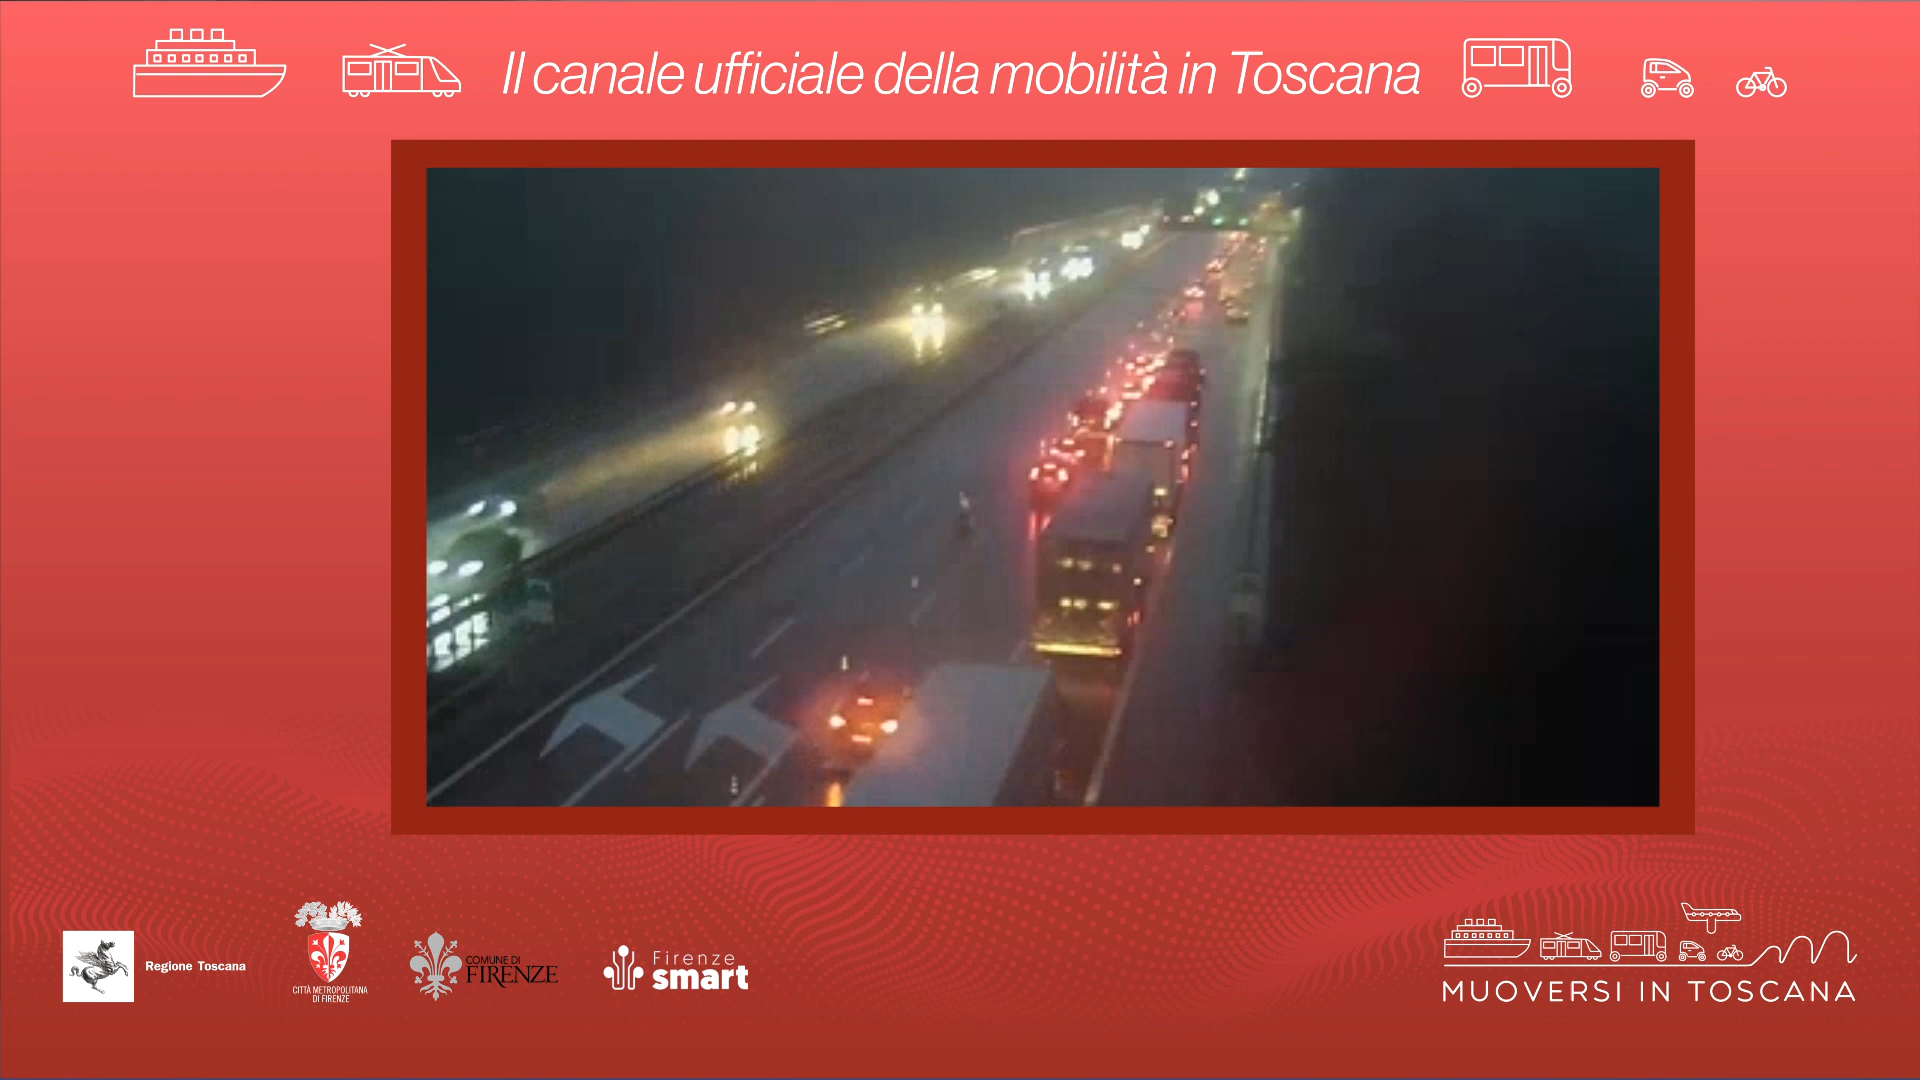 Il canale ufficiale della mobilità in Toscana
Regione Toscana
CITTÀ METROPOLITANA
DI FIRENZE
COMUNE DI
FIRENZE
Firenze
smart
MUOVERSI IN TOSCANA